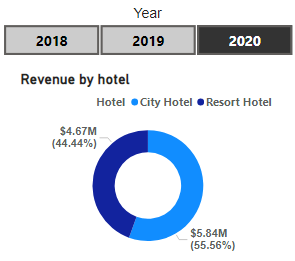 Year
2018 2019 2020
Revenue by hotel
Hotel City Hotel Resort Hotel
$4.67M
(44.44%)
$5.84M
(55.56%)